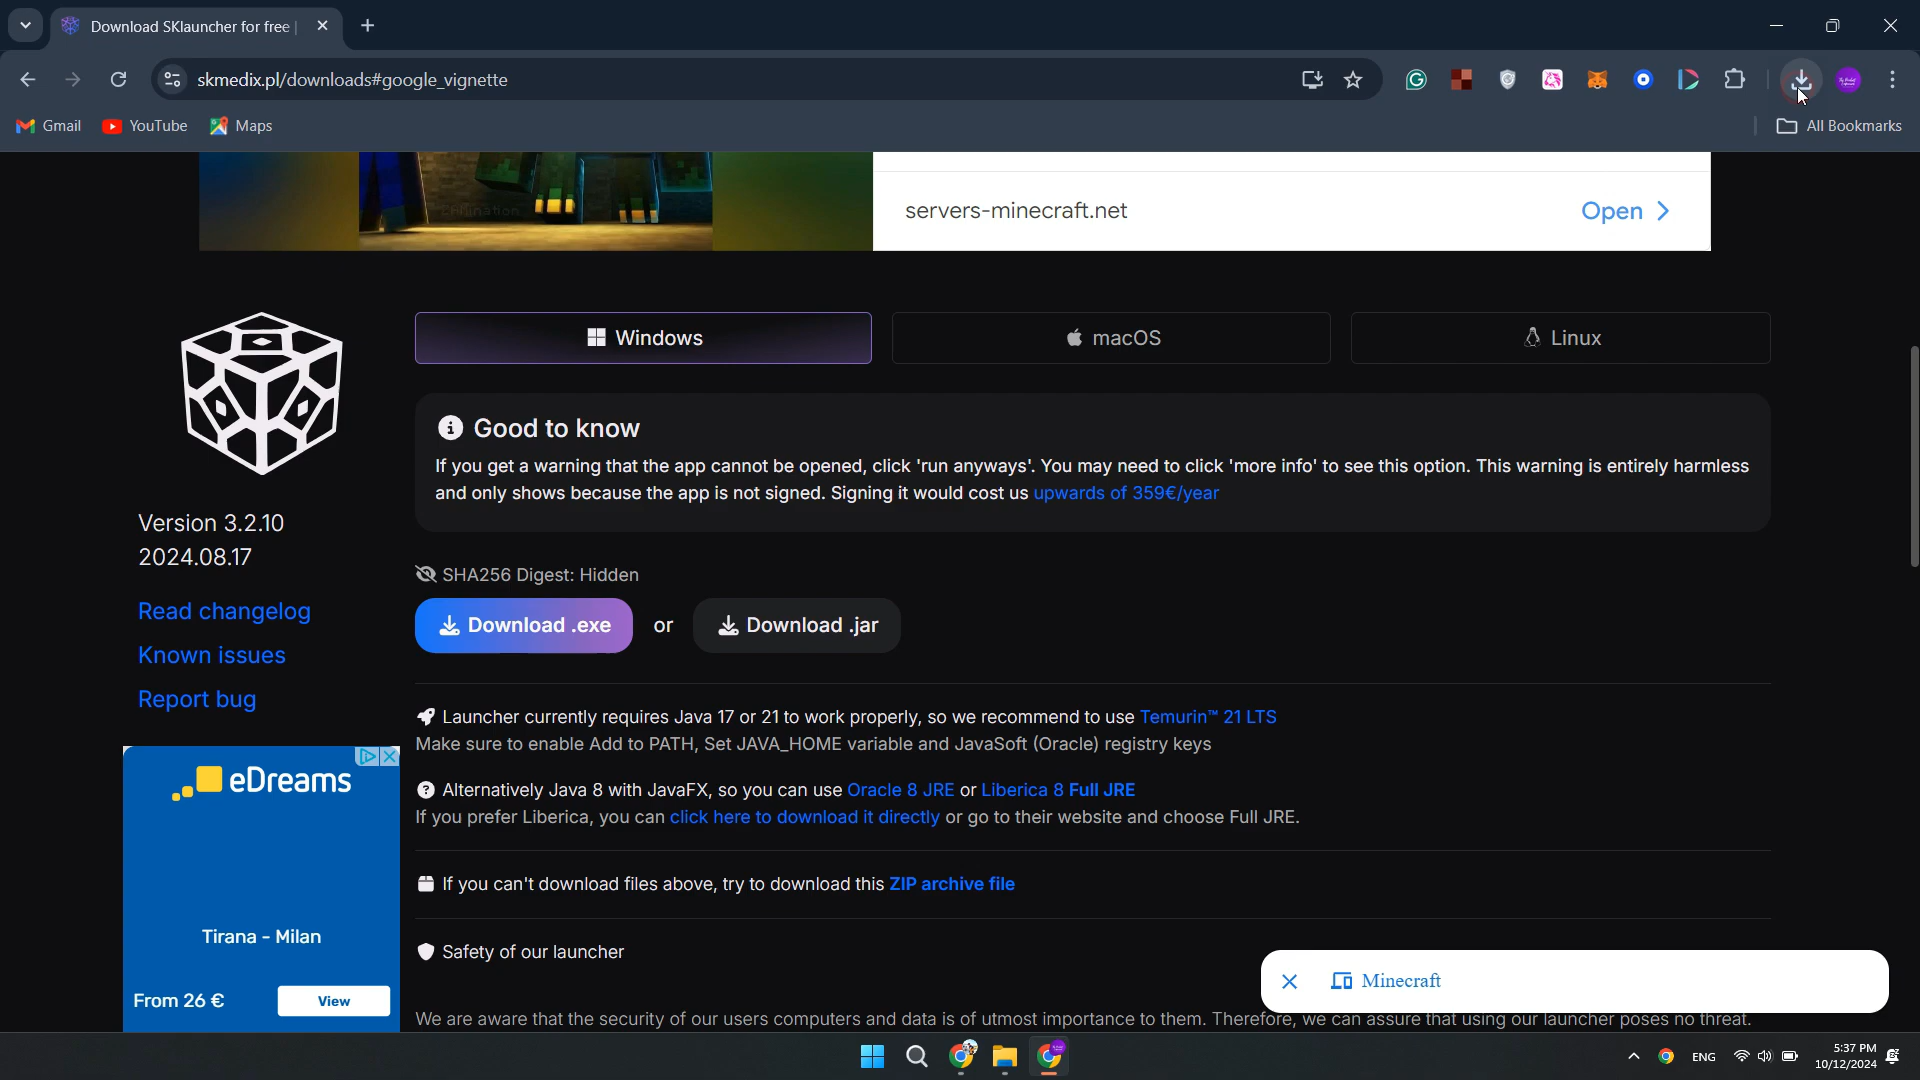 Download SKlauncher for free |
skmedix.pl/downloads#google_vignette
Gmail
YouTube
Maps
All Bookmarks
servers-minecraft.net
Open
Windows
macOS
Linux
Good to know
If you get a warning that the app cannot be opened, click 'run anyways'. You may need to click 'more info' to see this option. This warning is entirely harmless
and only shows because the app is not signed. Signing it would cost us upwards of 359€/year
Version 3.2.10
2024.08.17
Read changelog
Known issues
Report bug
SHA256 Digest: Hidden
Download .exe
or
Download .jar
Launcher currently requires Java 17 or 21 to work properly, so we recommend to use Temurin™ 21 LTS
Make sure to enable Add to PATH, Set JAVA_HOME variable and JavaSoft (Oracle) registry keys
Alternatively Java 8 with JavaFX, so you can use Oracle 8 JRE or Liberica 8 Full JRE
If you prefer Liberica, you can click here to download it directly or go to their website and choose Full JRE.
If you can't download files above, try to download this ZIP archive file
Safety of our launcher
We are aware that the security of our users computers and data is of utmost importance to them. Therefore, we can assure that using our launcher poses no threat.
eDreams
Tirana - Milan
From 26 €
View
Minecraft
ENG
5:37 PM
10/12/2024